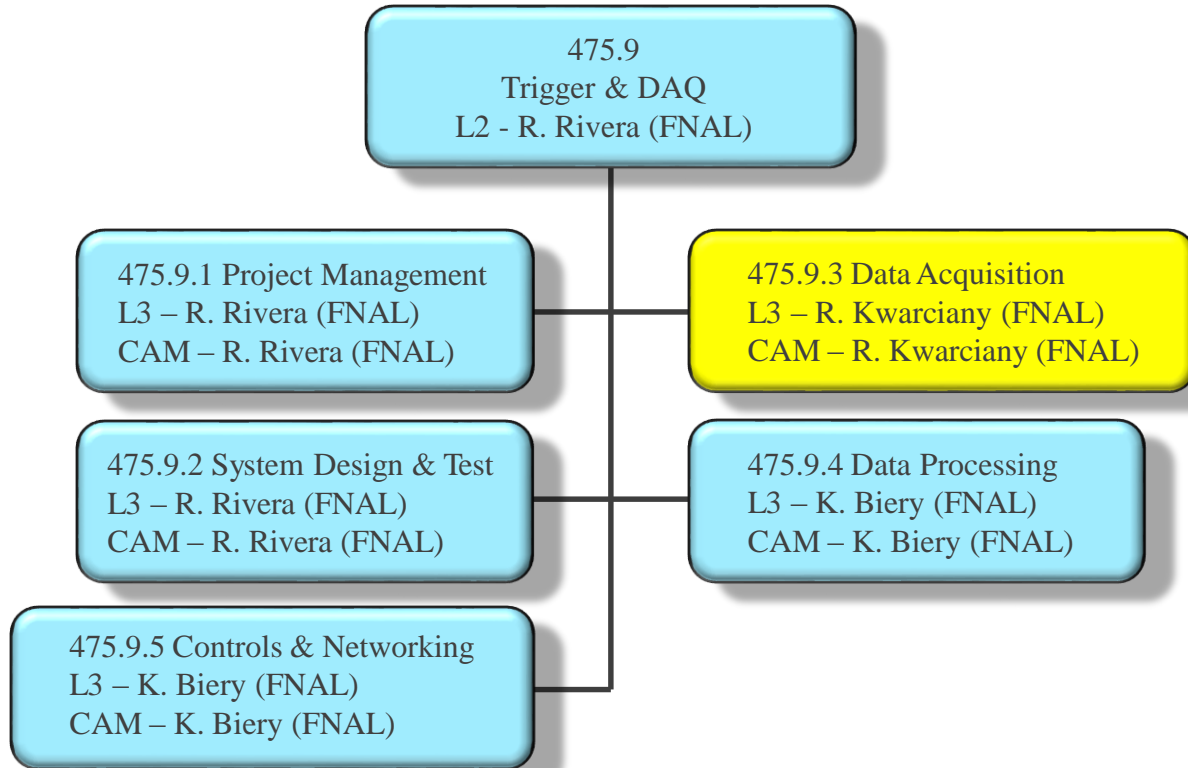 475.9
Trigger & DAQ
L2 - R. Rivera (FNAL)
475.9.1 Project Management
L3 – R. Rivera (FNAL)
CAM – R. Rivera (FNAL)
475.9.3 Data Acquisition
L3 – R. Kwarciany (FNAL)
CAM – R. Kwarciany (FNAL)
475.9.2 System Design & Test
L3 – R. Rivera (FNAL)
CAM – R. Rivera (FNAL)
475.9.4 Data Processing
L3 – K. Biery (FNAL)
CAM – K. Biery (FNAL)
475.9.5 Controls & Networking
L3 – K. Biery (FNAL)
CAM – K. Biery (FNAL)